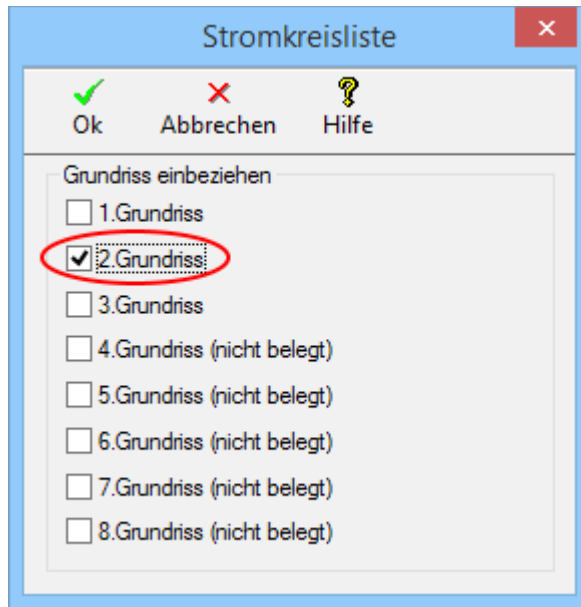 Stromkreisliste
Ok Abbrechen Hilfe
Grundriss einbeziehen
1.Grundriss
2.Grundriss
3.Grundriss
4.Grundriss (nicht belegt)
5.Grundriss (nicht belegt)
6.Grundriss (nicht belegt)
7.Grundriss (nicht belegt)
8.Grundriss (nicht belegt)